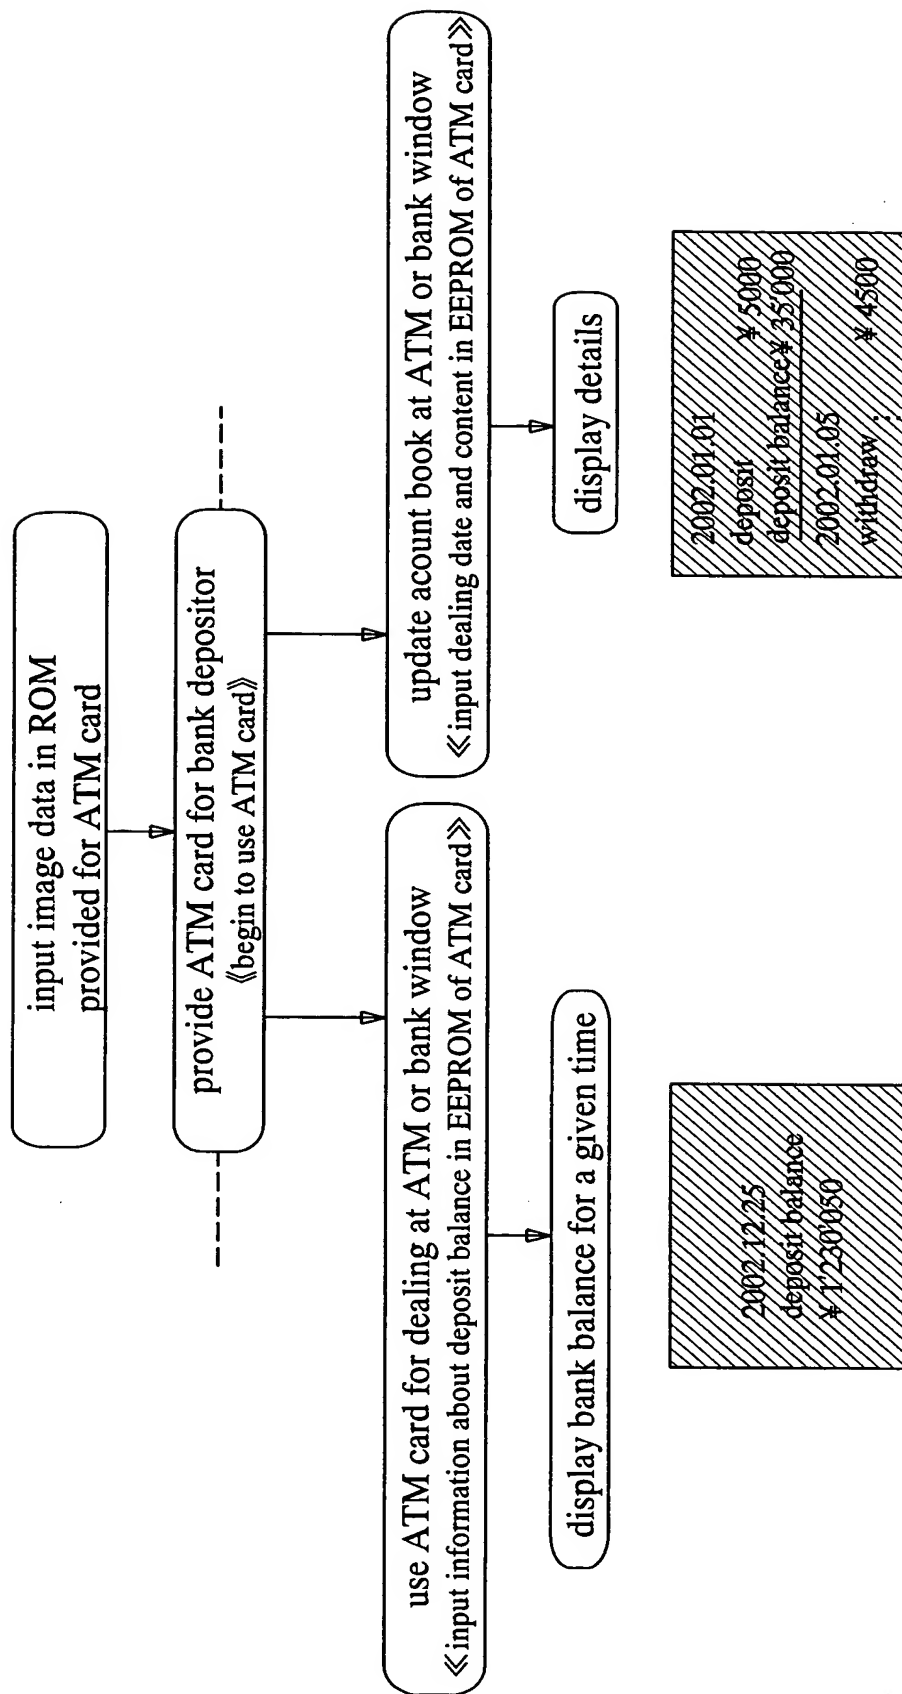 input image data in ROM
provided for ATM card
provide ATM card for bank depositor
《begin to use ATM card》
use ATM card for dealing at ATM or bank window
≪input information about deposit balance in EEPROM of ATM card≫
display bank balance for a given time
2002.12.25
deposit balance
¥ 1'230'050
update acount book at ATM or bank window
≪input dealing date and content in EEPROM of ATM card≫
display details
2002.01.01
deposit ¥ 5000
deposit balance ¥ 35'000
2002.01.05
withdraw ¥ 4500